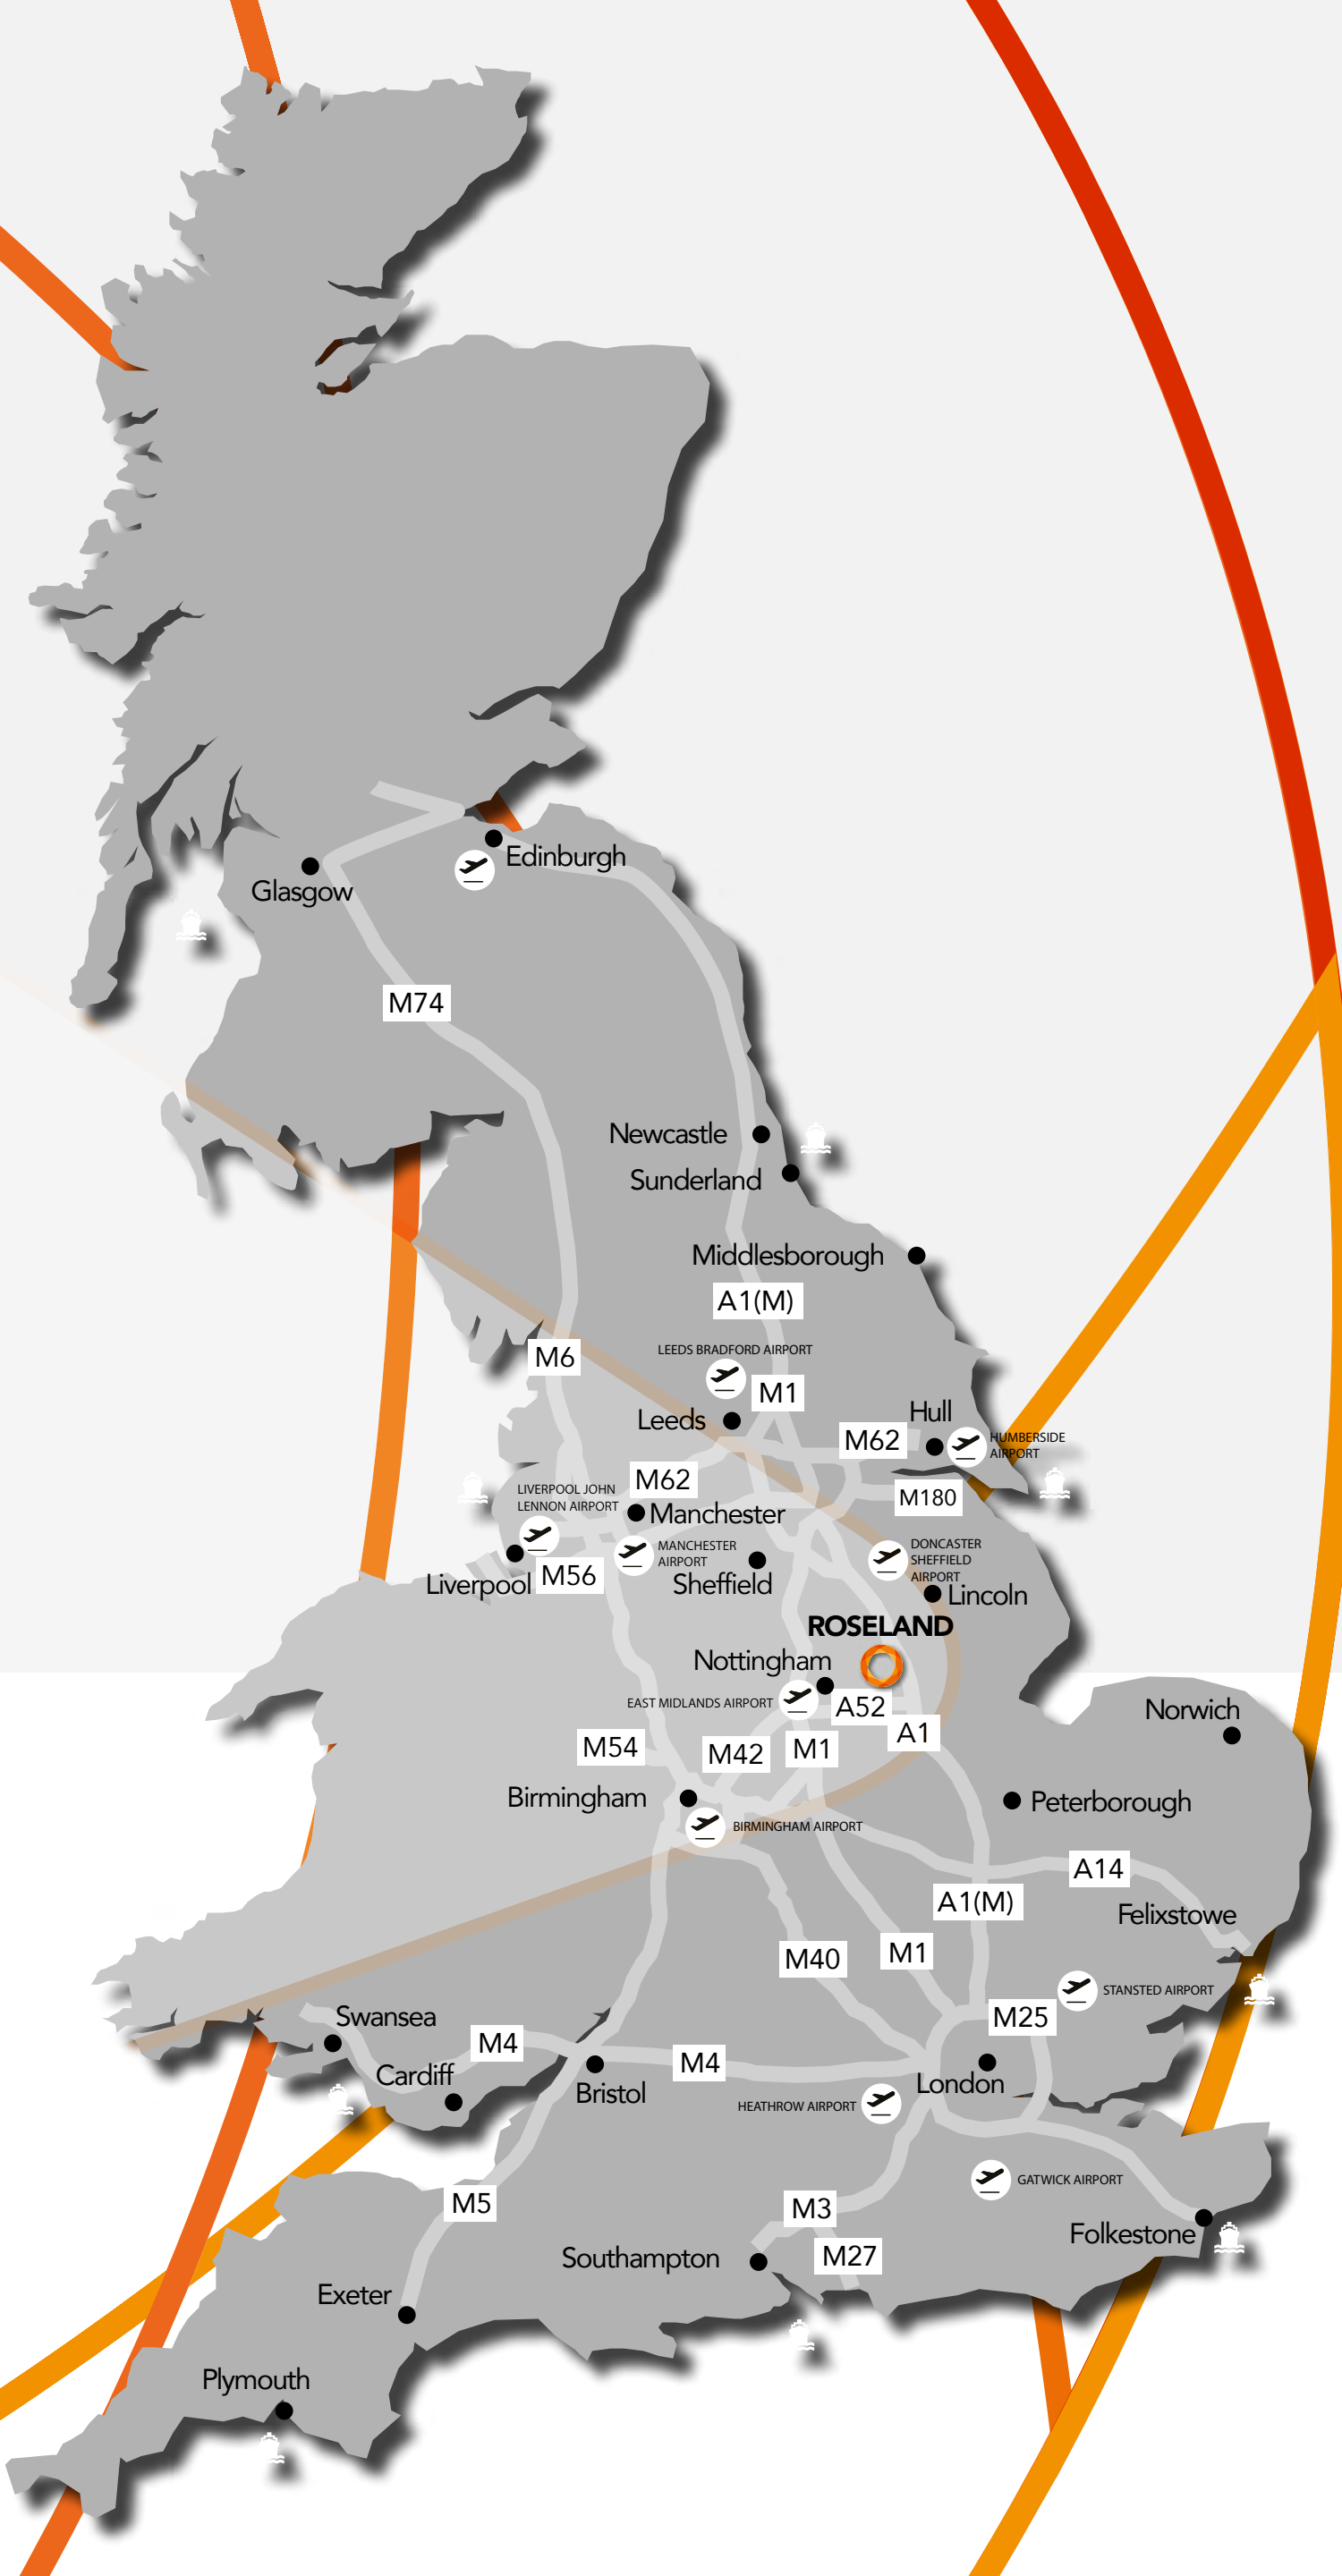 Edinburgh
Glasgow
M74
Newcastle
Sunderland
Middlesborough
A1(M)
LEEDS BRADFORD AIRPORT
M6
M1
Leeds
Hull
M62
HUMBERSIDE
AIRPORT
M62
LIVERPOOL JOHN
LENNON AIRPORT
M180
Manchester
MANCHESTER
AIRPORT
DONCASTER
SHEFFIELD
AIRPORT
Liverpool
M56
Sheffield
Lincoln
ROSELAND
Nottingham
EAST MIDLANDS AIRPORT
A52
Norwich
A1
M54
M42
M1
Birmingham
Peterborough
BIRMINGHAM AIRPORT
A14
A1(M)
Felixstowe
M40
M1
STANSTED AIRPORT
Swansea
M25
M4
M4
Cardiff
Bristol
London
HEATHROW AIRPORT
GATWICK AIRPORT
M5
M3
Folkestone
Southampton
M27
Exeter
Plymouth